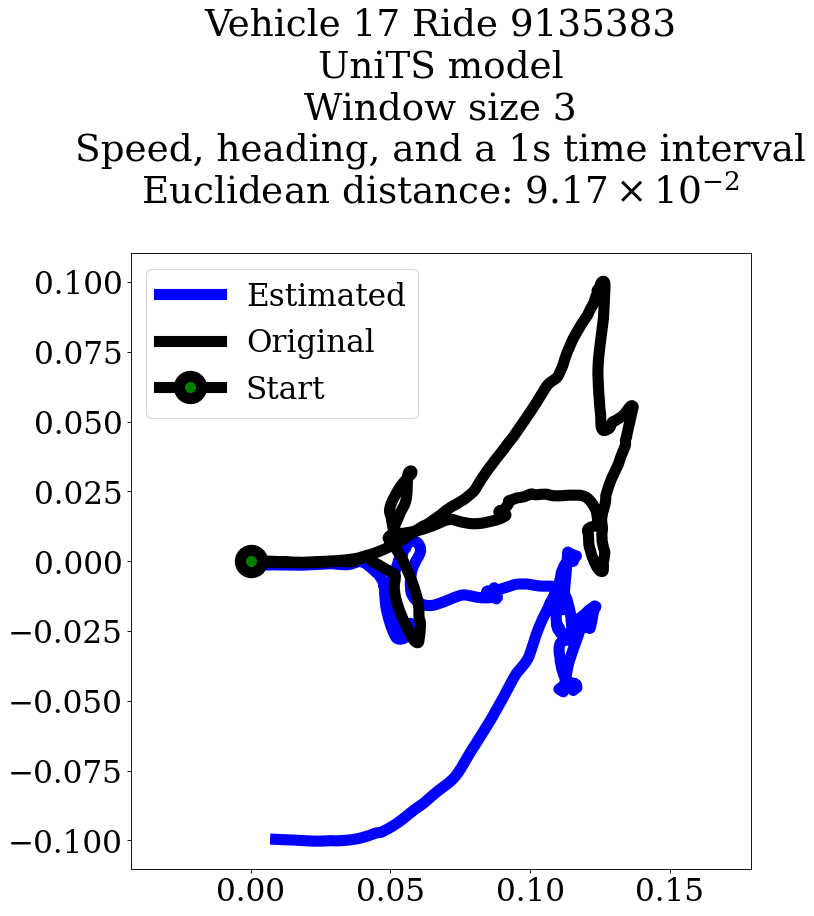 Vehicle 17 Ride 9135383
UniTS model
Window size 3
Speed, heading, and a 1s time interval
Euclidean distance: 9.17 × 10⁻²
Estimated
Original
Start
0.100
0.075
0.050
0.025
0.000
−0.025
−0.050
−0.075
−0.100
0.00 0.05 0.10 0.15